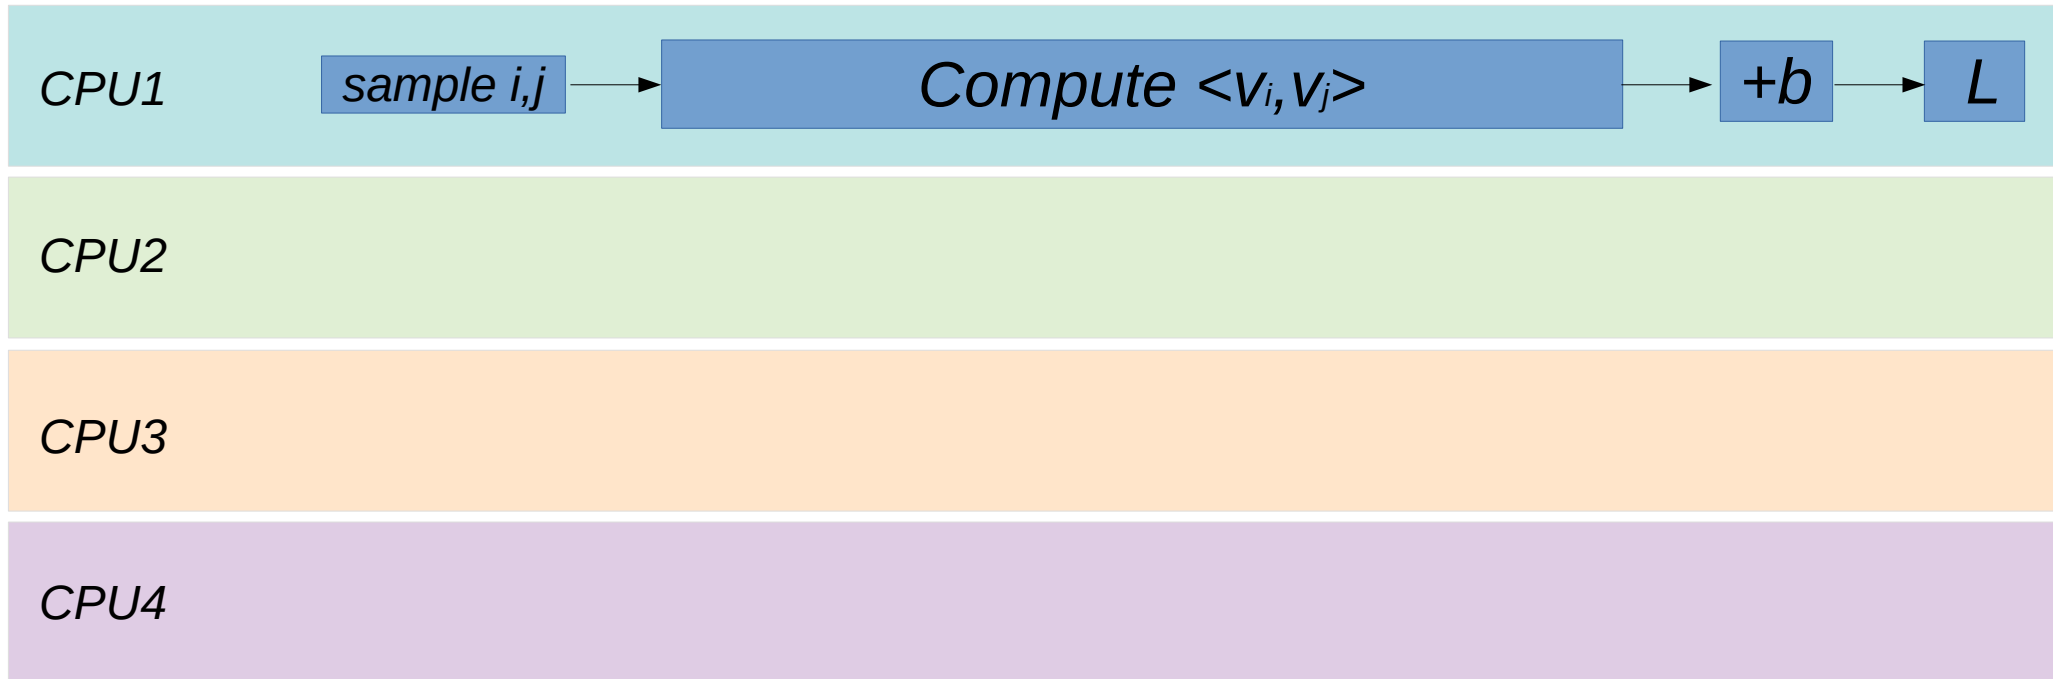 CPU1 sample i,j Compute <vᵢ,vⱼ> +b L
CPU2
CPU3
CPU4